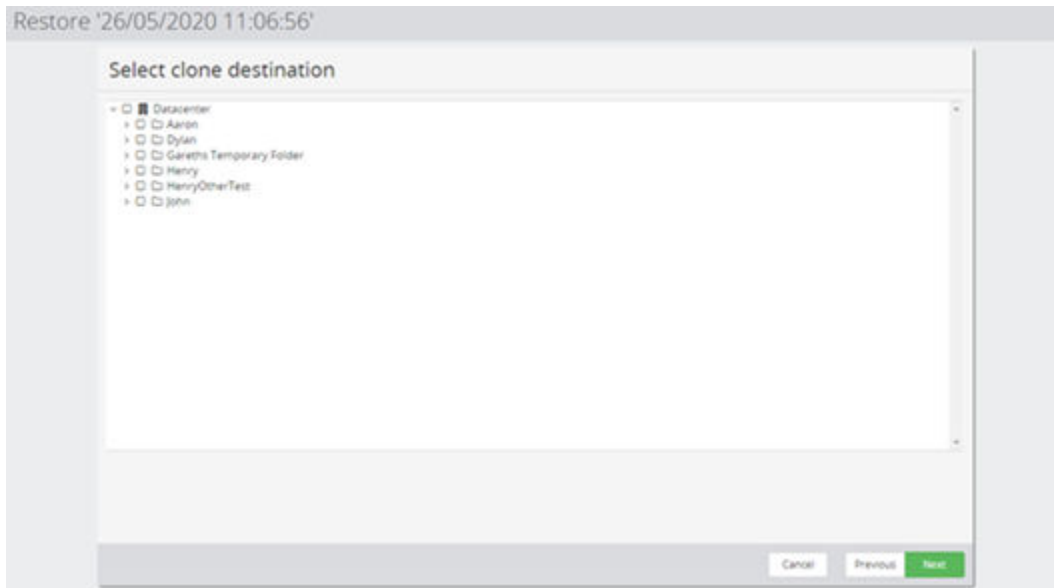 Restore '26/05/2020 11:06:56'
Select clone destination
Datacenter
Aaron
Dylan
Gareths Temporary Folder
Henry
HenryOtherTest
John
Cancel Previous Next